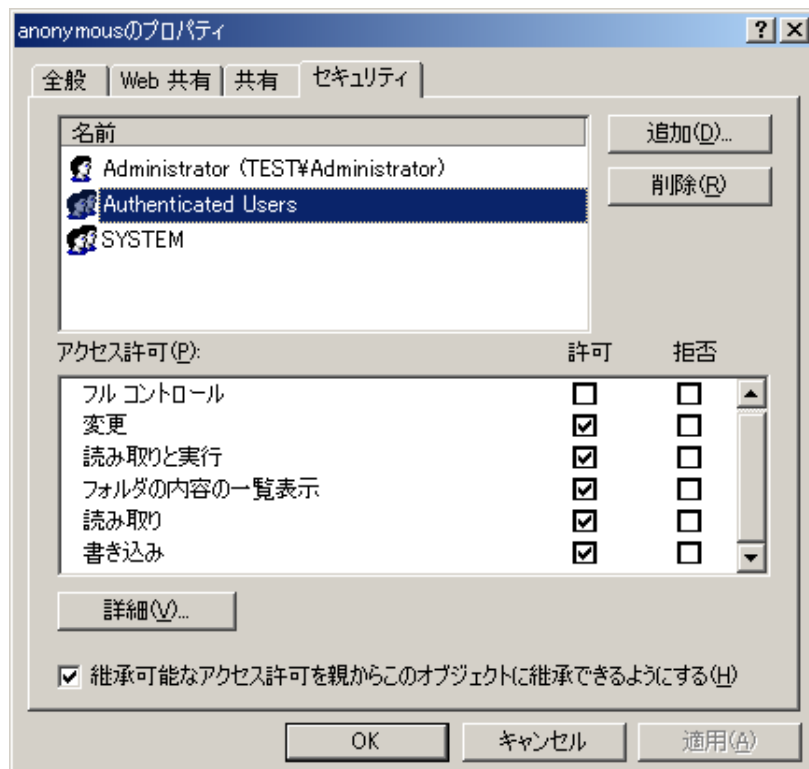 anonymousのプロパティ
全般 Web 共有 共有 セキュリティ
名前
追加(D)...
Administrator (TEST¥Administrator)
削除(R)
Authenticated Users
SYSTEM
アクセス許可(P): 許可 拒否
フル コントロール
変更
読み取りと実行
フォルダの内容の一覧表示
読み取り
書き込み
詳細(V)...
継承可能なアクセス許可を親からこのオブジェクトに継承できるようにする(H)
OK キャンセル 適用(A)